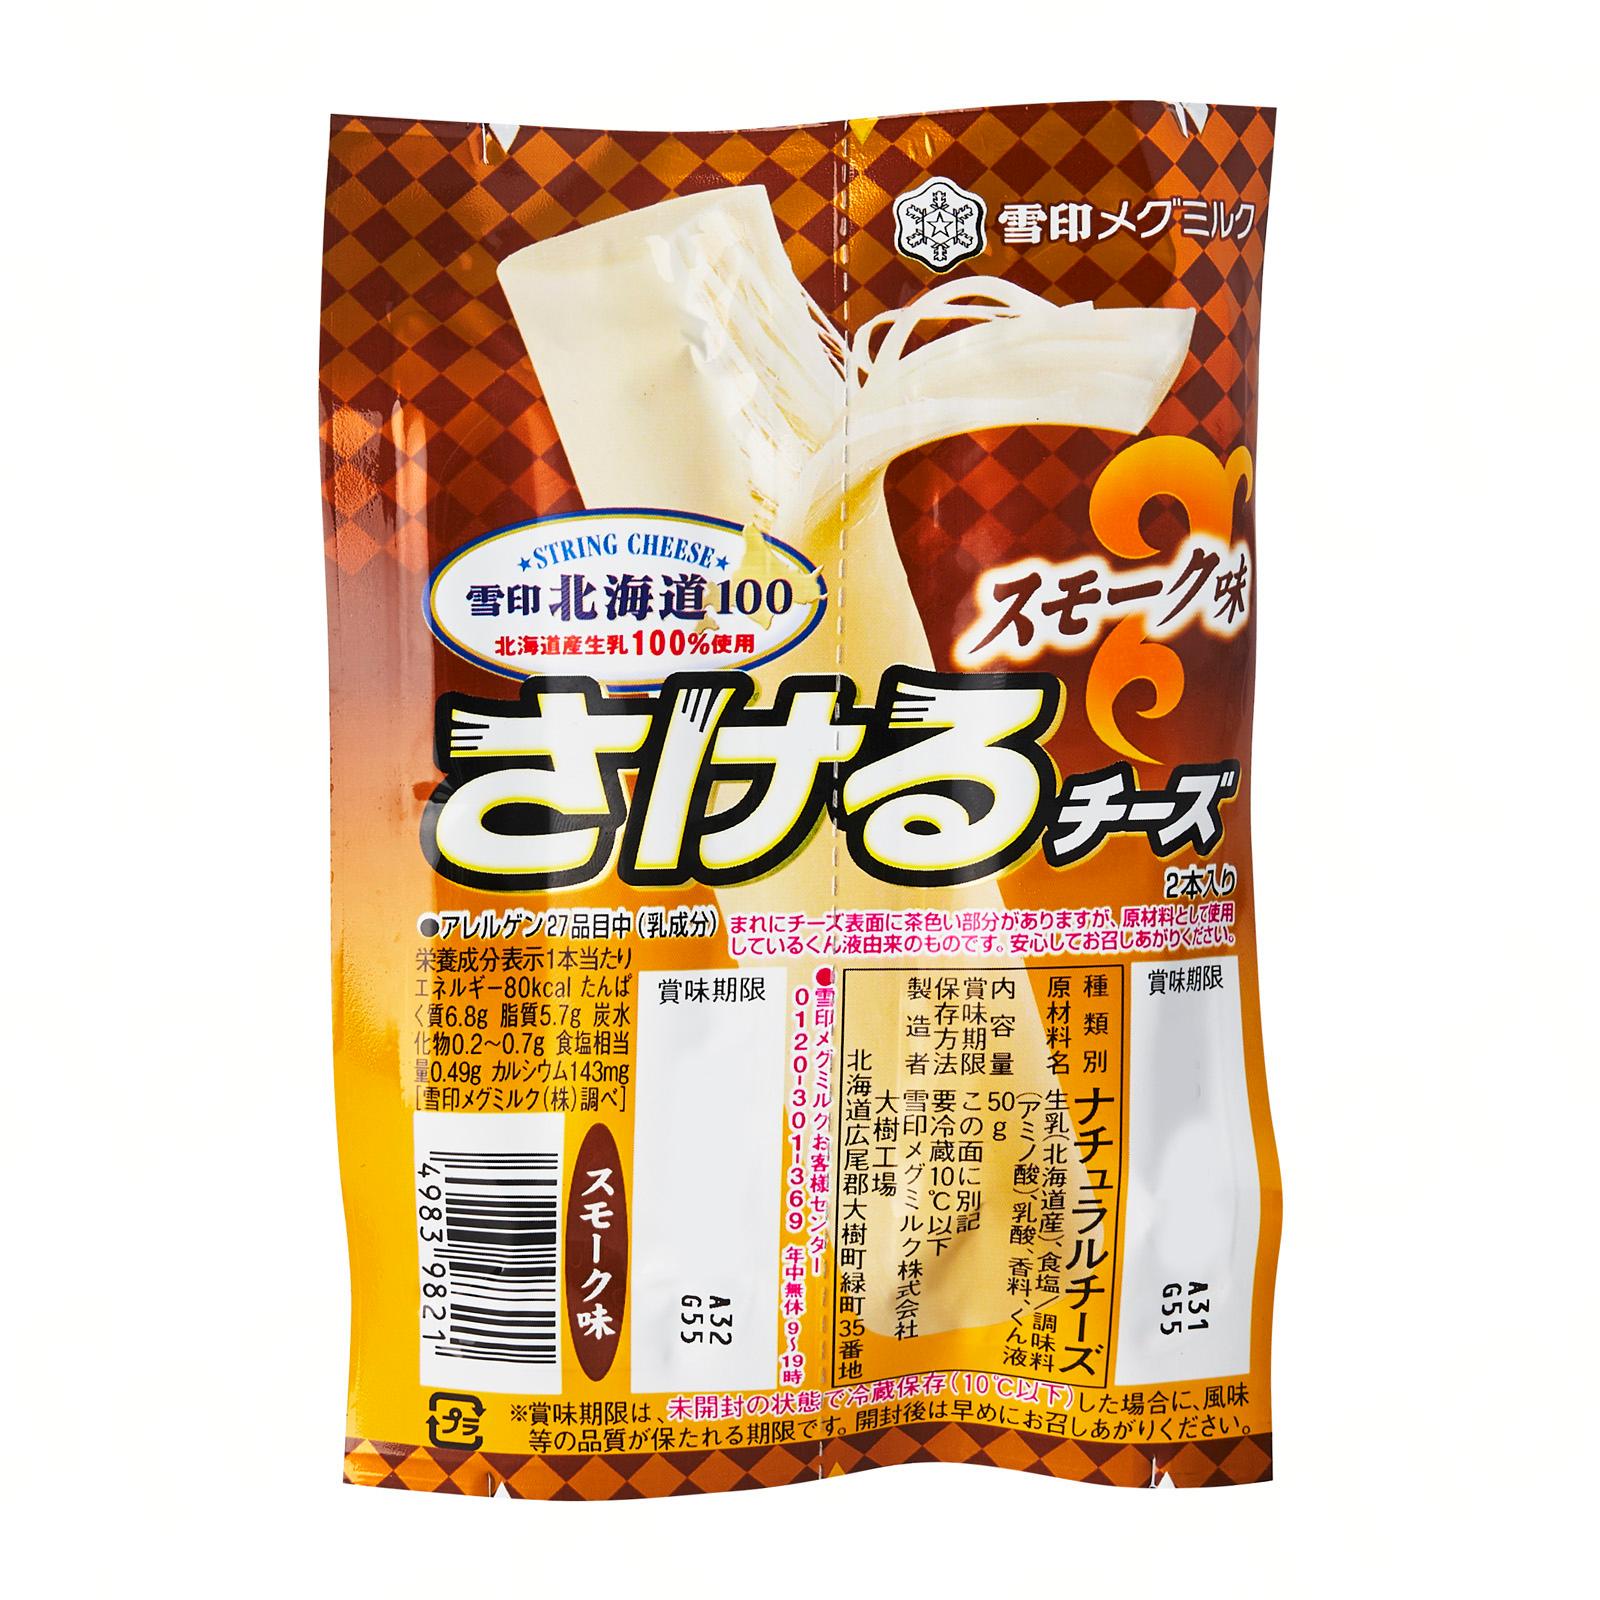 雪印メグミルク
スモーク味
★STRING CHEESE★
雪印 北海道100
北海道産生乳100%使用
さける
チーズ
2本入り
●アレルゲン27品目中(乳成分)
まれにチーズ表面に茶色い部分がありますが、原材料として使用
しているくん液由来のものです。安心してお召しあがりください。
栄養成分表示1本当たり
エネルギー80kcal たんぱ
く質6.8g 脂質5.7g 炭水
化物0.2〜0.7g 食塩相当
量0.49g カルシウム143mg
[雪印メグミルク(株)調べ]
4983 9821
スモーク味
賞味期限
A32
G55
●雪印メグミルクお客様センター
0120-301-369 年中無休 9〜19時
種類別 ナチュラルチーズ
原材料名 生乳(北海道産)、食塩/調味料
(アミノ酸)、乳酸、香料、くん液
内容量 50g
賞味期限 この面に別記
保存方法 要冷蔵10℃以下
製造者 雪印メグミルク株式会社
大樹工場
北海道広尾郡大樹町緑町35番地
賞味期限
A31
G55
プラ
※賞味期限は、未開封の状態で冷蔵保存(10℃以下)した場合に、風味
等の品質が保たれる期限です。開封後は早めにお召しあがりください。